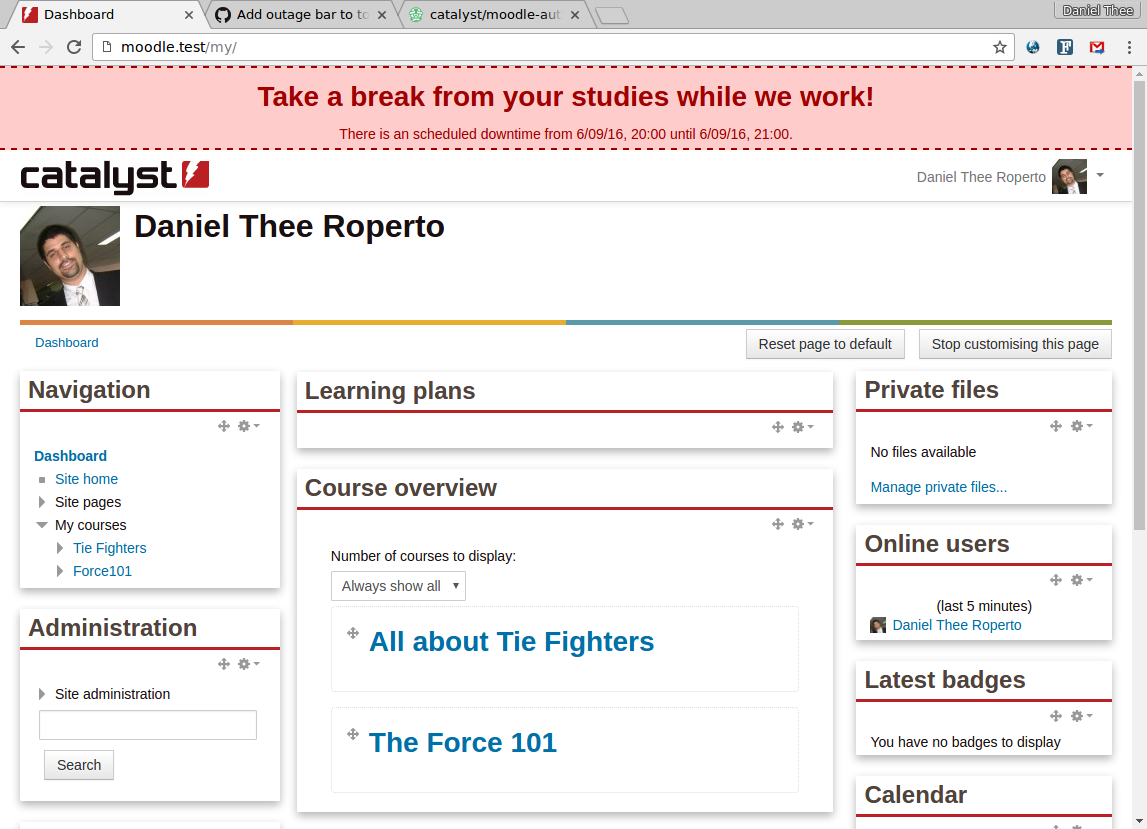 Dashboard
Add outage bar to to
catalyst/moodle-aut
Daniel Thee
moodle.test/my/
Take a break from your studies while we work!
There is an scheduled downtime from 6/09/16, 20:00 until 6/09/16, 21:00.
catalyst
Daniel Thee Roperto
Daniel Thee Roperto
Dashboard
Reset page to default
Stop customising this page
Navigation
Dashboard
Site home
Site pages
My courses
Tie Fighters
Force101
Administration
Site administration
Search
Learning plans
Course overview
Number of courses to display:
Always show all
All about Tie Fighters
The Force 101
Private files
No files available
Manage private files...
Online users
(last 5 minutes)
Daniel Thee Roperto
Latest badges
You have no badges to display
Calendar